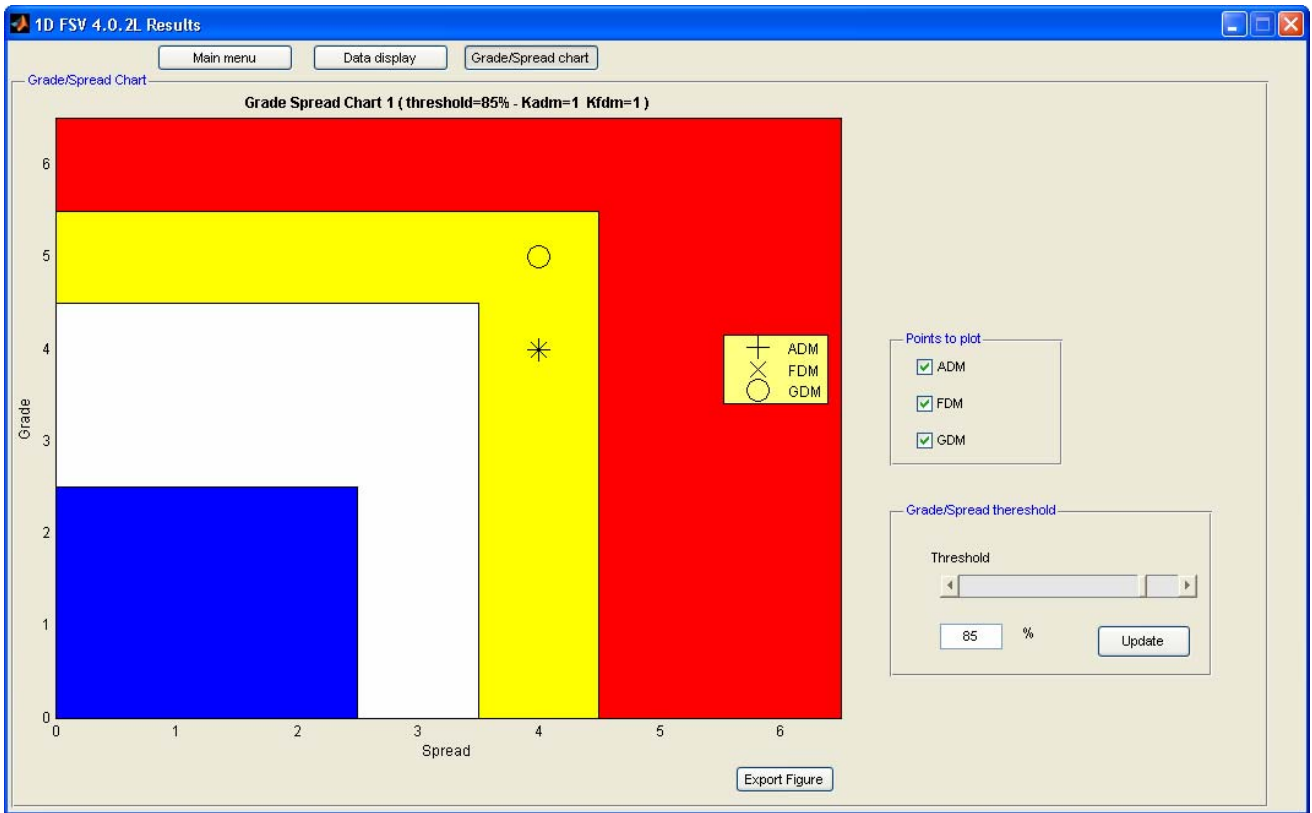 1D FSV 4.0.2L Results
Main menu
Data display
Grade/Spread chart
Grade/Spread Chart
Grade Spread Chart 1 ( threshold=85% - Kadm=1 Kfdm=1 )
6
5
4
3
2
1
0
Grade
0 1 2 3 4 5 6
Spread
ADM
FDM
GDM
Export Figure
Points to plot
ADM
FDM
GDM
Grade/Spread thereshold
Threshold
85 %
Update